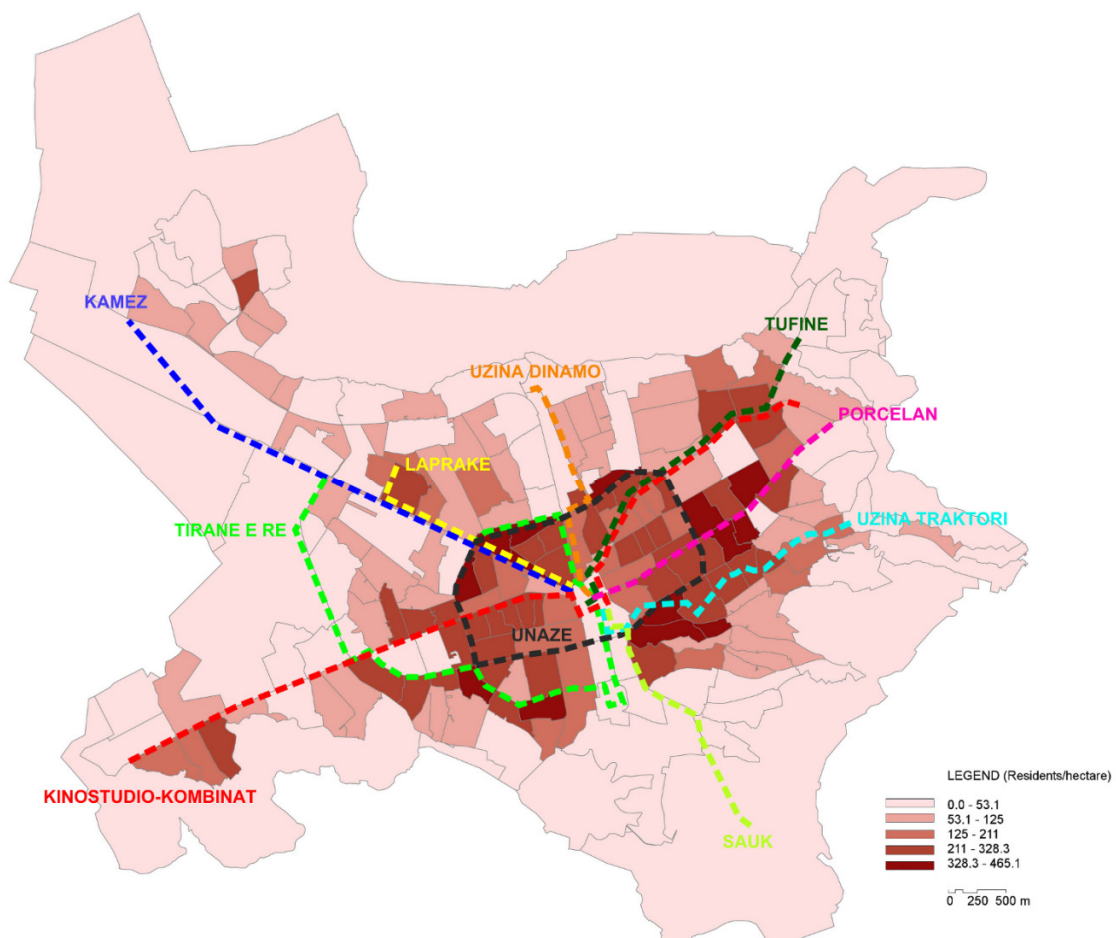 KAMEZ
TUFINE
UZINA DINAMO
PORCELAN
LAPRAKE
UZINA TRAKTORI
TIRANE E RE
UNAZE
KINOSTUDIO-KOMBINAT
SAUK
LEGEND (Residents/hectare)
0.0 - 53.1
53.1 - 125
125 - 211
211 - 328.3
328.3 - 465.1
0 250 500 m